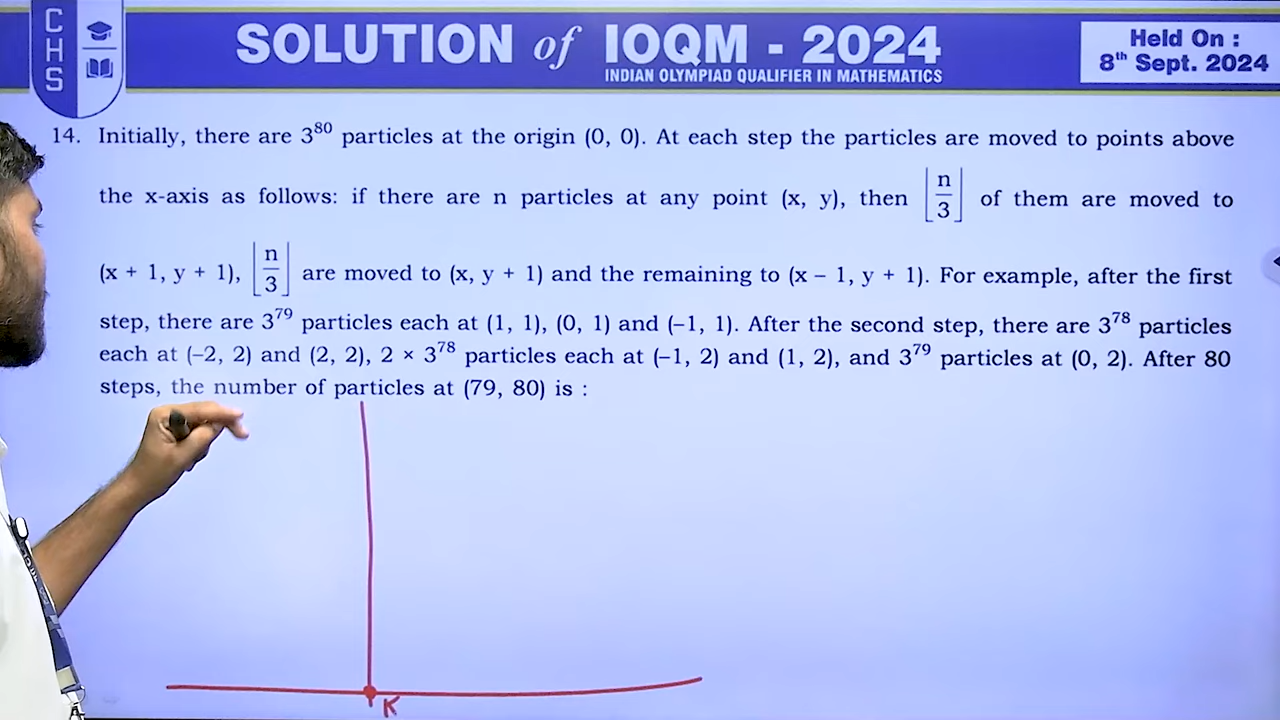 CHS
SOLUTION of IOQM - 2024
INDIAN OLYMPIAD QUALIFIER IN MATHEMATICS
Held On :
8th Sept. 2024
14. Initially, there are 3^80 particles at the origin (0, 0). At each step the particles are moved to points above
the x-axis as follows: if there are n particles at any point (x, y), then ⌊n/3⌋ of them are moved to
(x + 1, y + 1), ⌊n/3⌋ are moved to (x, y + 1) and the remaining to (x – 1, y + 1). For example, after the first
step, there are 3^79 particles each at (1, 1), (0, 1) and (–1, 1). After the second step, there are 3^78 particles
each at (–2, 2) and (2, 2), 2 × 3^78 particles each at (–1, 2) and (1, 2), and 3^79 particles at (0, 2). After 80
steps, the number of particles at (79, 80) is :
K